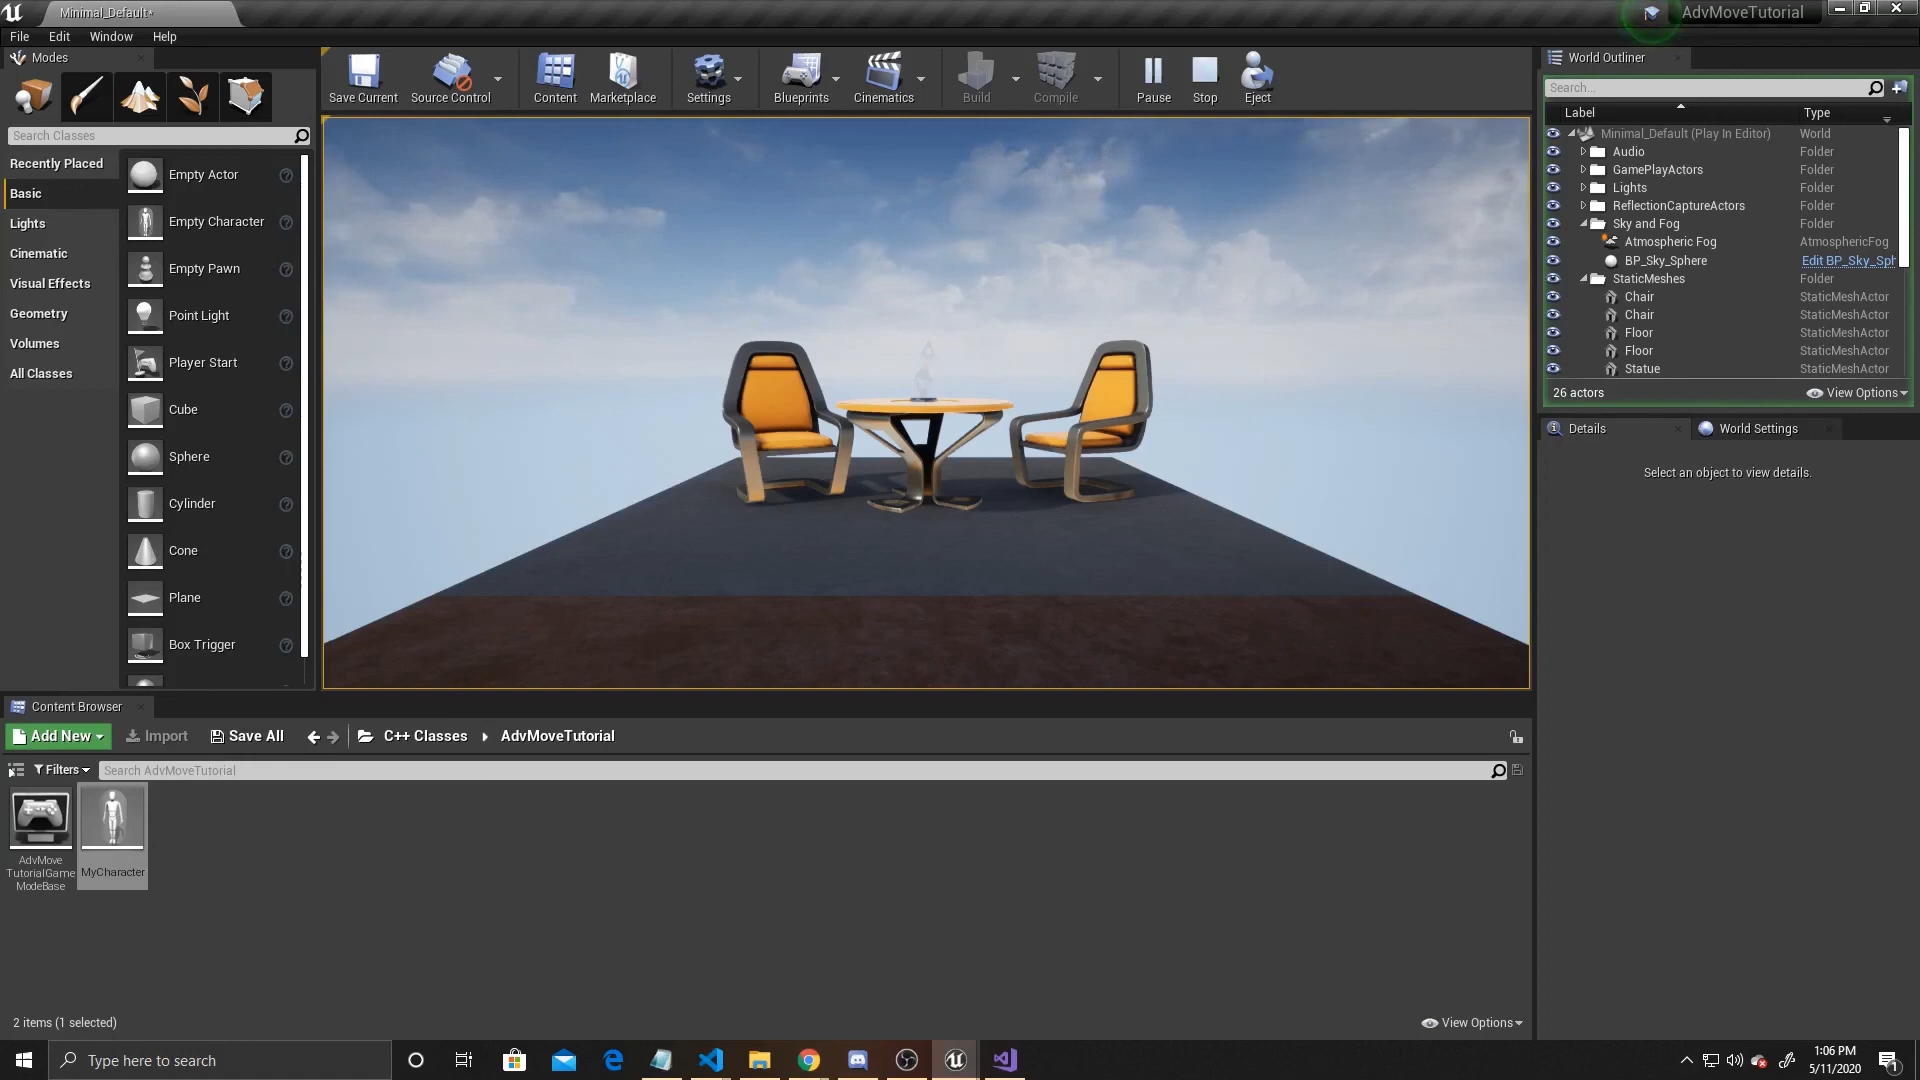 Minimal_Default*
AdvMoveTutorial
File Edit Window Help
Modes
Search Classes
Recently Placed
Basic
Lights
Cinematic
Visual Effects
Geometry
Volumes
All Classes
Empty Actor
Empty Character
Empty Pawn
Point Light
Player Start
Cube
Sphere
Cylinder
Cone
Plane
Box Trigger
Save Current Source Control Content Marketplace Settings Blueprints Cinematics Build Compile Pause Stop Eject
World Outliner
Search...
Label Type
Minimal_Default (Play In Editor) World
Audio Folder
GamePlayActors Folder
Lights Folder
ReflectionCaptureActors Folder
Sky and Fog Folder
Atmospheric Fog AtmosphericFog
BP_Sky_Sphere Edit BP_Sky_Sph
StaticMeshes Folder
Chair StaticMeshActor
Chair StaticMeshActor
Floor StaticMeshActor
Floor StaticMeshActor
Statue StaticMeshActor
26 actors View Options
Details World Settings
Select an object to view details.
Content Browser
Add New Import Save All C++ Classes AdvMoveTutorial
Filters Search AdvMoveTutorial
AdvMove
TutorialGame
ModeBase
MyCharacter
2 items (1 selected) View Options
Type here to search
1:06 PM
5/11/2020
1